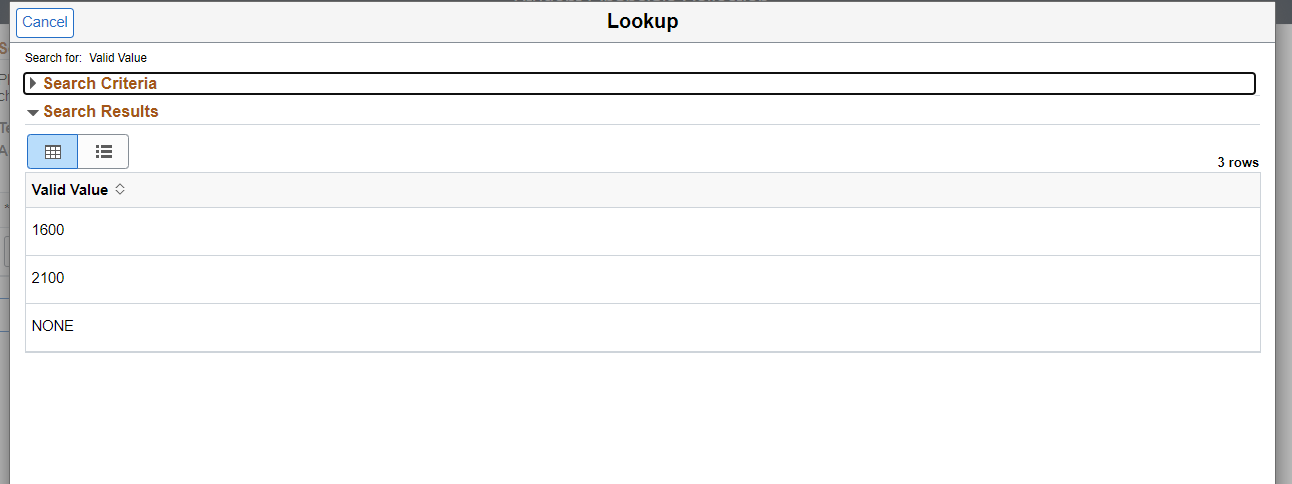 Cancel
Lookup
Search for: Valid Value
Search Criteria
Search Results
3 rows
Valid Value
1600
2100
NONE